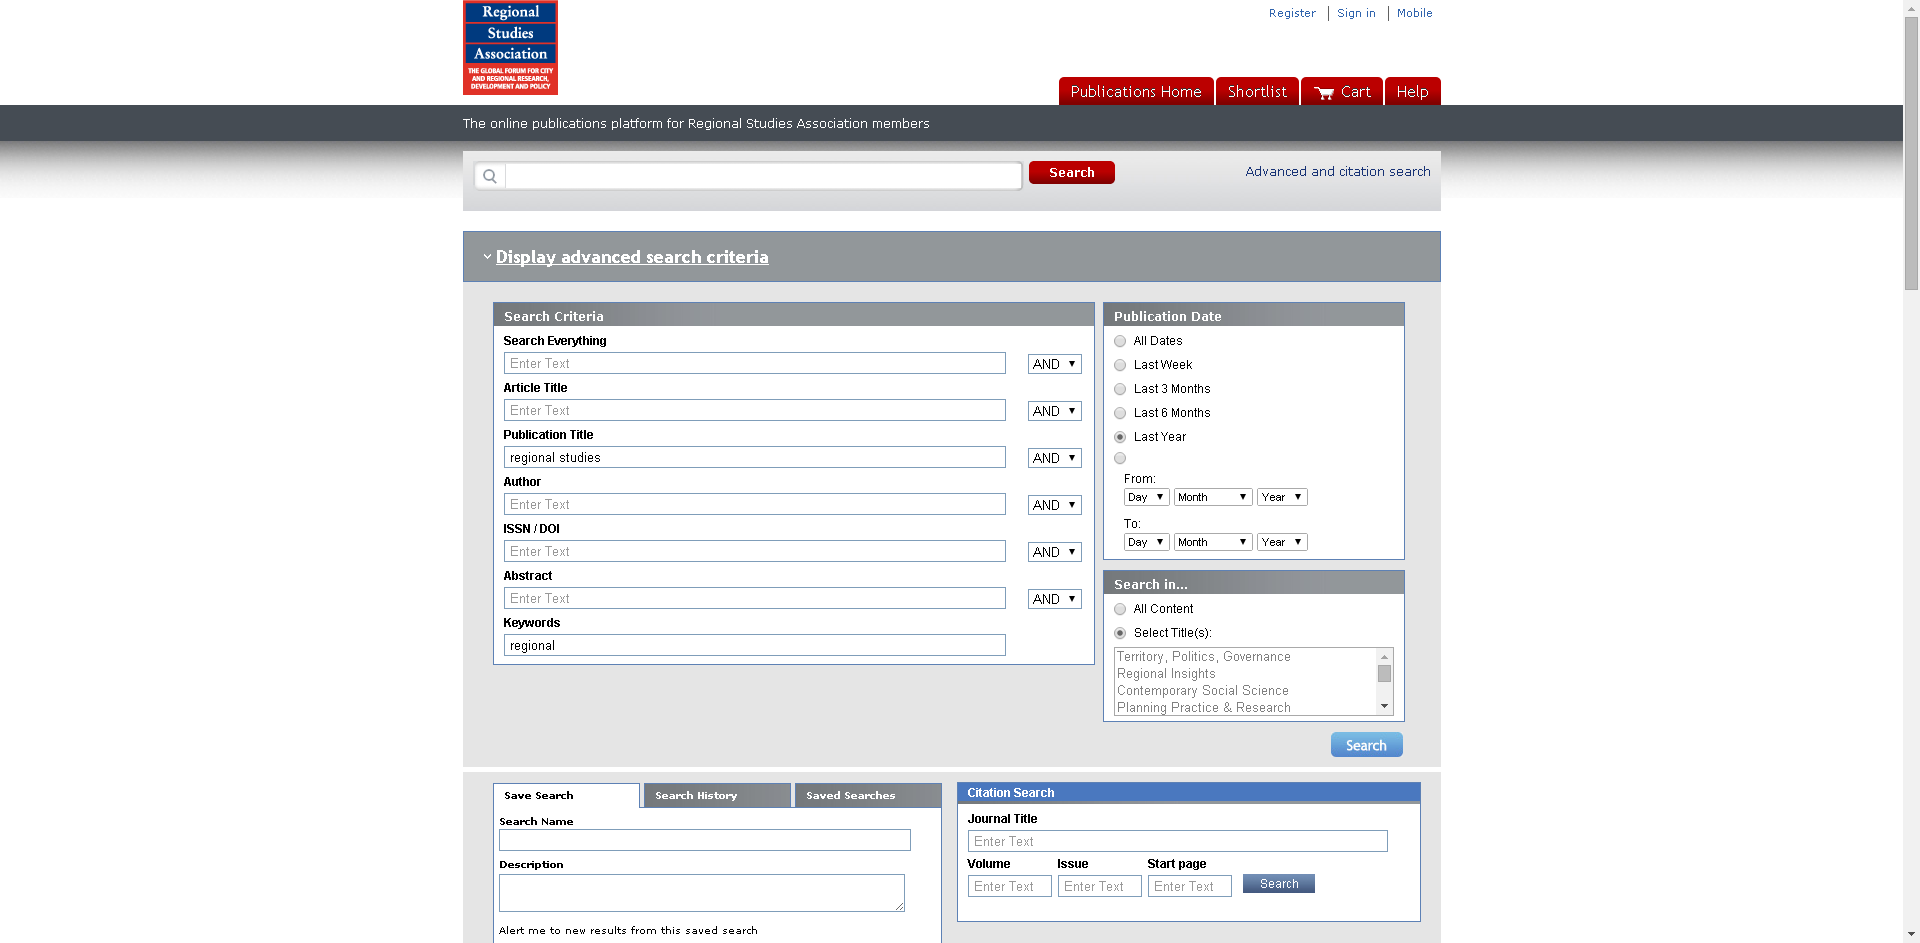 Regional
Studies
Association
THE GLOBAL FORUM FOR CITY
AND REGIONAL RESEARCH,
DEVELOPMENT AND POLICY
Register
Sign in
Mobile
Publications Home
Shortlist
Cart
Help
The online publications platform for Regional Studies Association members
Search
Advanced and citation search
Display advanced search criteria
Search Criteria
Search Everything
Enter Text
AND
Article Title
Enter Text
AND
Publication Title
regional studies
AND
Author
Enter Text
AND
ISSN / DOI
Enter Text
AND
Abstract
Enter Text
AND
Keywords
regional
Publication Date
All Dates
Last Week
Last 3 Months
Last 6 Months
Last Year
From:
Day Month Year
To:
Day Month Year
Search in...
All Content
Select Title(s):
Territory, Politics, Governance
Regional Insights
Contemporary Social Science
Planning Practice & Research
Search
Save Search
Search History
Saved Searches
Search Name
Description
Alert me to new results from this saved search
Citation Search
Journal Title
Enter Text
Volume Issue Start page
Enter Text Enter Text Enter Text Search